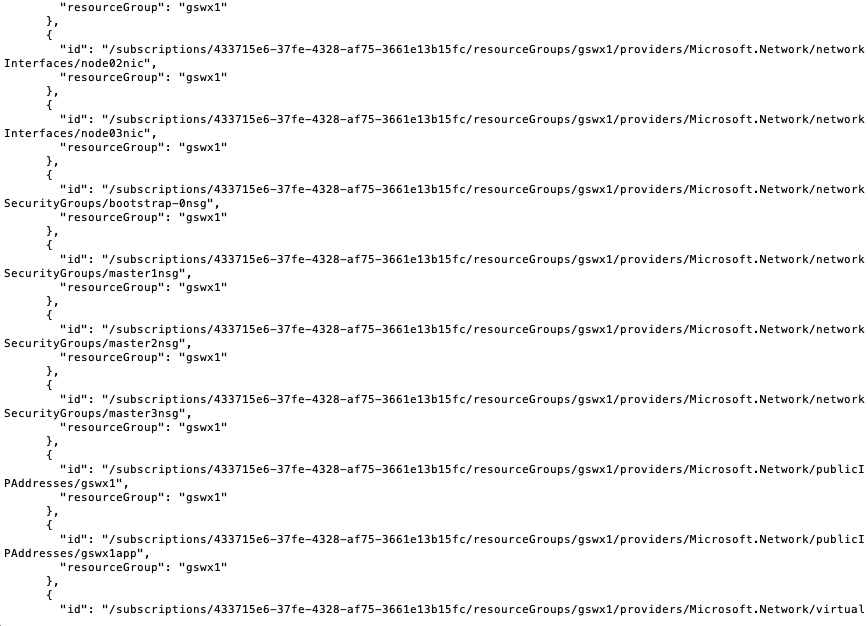 "resourceGroup": "gswx1"
},
{
"id": "/subscriptions/433715e6-37fe-4328-af75-3661e13b15fc/resourceGroups/gswx1/providers/Microsoft.Network/network
Interfaces/node02nic",
"resourceGroup": "gswx1"
},
{
"id": "/subscriptions/433715e6-37fe-4328-af75-3661e13b15fc/resourceGroups/gswx1/providers/Microsoft.Network/network
Interfaces/node03nic",
"resourceGroup": "gswx1"
},
{
"id": "/subscriptions/433715e6-37fe-4328-af75-3661e13b15fc/resourceGroups/gswx1/providers/Microsoft.Network/network
SecurityGroups/bootstrap-0nsg",
"resourceGroup": "gswx1"
},
{
"id": "/subscriptions/433715e6-37fe-4328-af75-3661e13b15fc/resourceGroups/gswx1/providers/Microsoft.Network/network
SecurityGroups/master1nsg",
"resourceGroup": "gswx1"
},
{
"id": "/subscriptions/433715e6-37fe-4328-af75-3661e13b15fc/resourceGroups/gswx1/providers/Microsoft.Network/network
SecurityGroups/master2nsg",
"resourceGroup": "gswx1"
},
{
"id": "/subscriptions/433715e6-37fe-4328-af75-3661e13b15fc/resourceGroups/gswx1/providers/Microsoft.Network/network
SecurityGroups/master3nsg",
"resourceGroup": "gswx1"
},
{
"id": "/subscriptions/433715e6-37fe-4328-af75-3661e13b15fc/resourceGroups/gswx1/providers/Microsoft.Network/publicI
PAddresses/gswx1",
"resourceGroup": "gswx1"
},
{
"id": "/subscriptions/433715e6-37fe-4328-af75-3661e13b15fc/resourceGroups/gswx1/providers/Microsoft.Network/publicI
PAddresses/gswx1app",
"resourceGroup": "gswx1"
},
{
"id": "/subscriptions/433715e6-37fe-4328-af75-3661e13b15fc/resourceGroups/gswx1/providers/Microsoft.Network/virtual